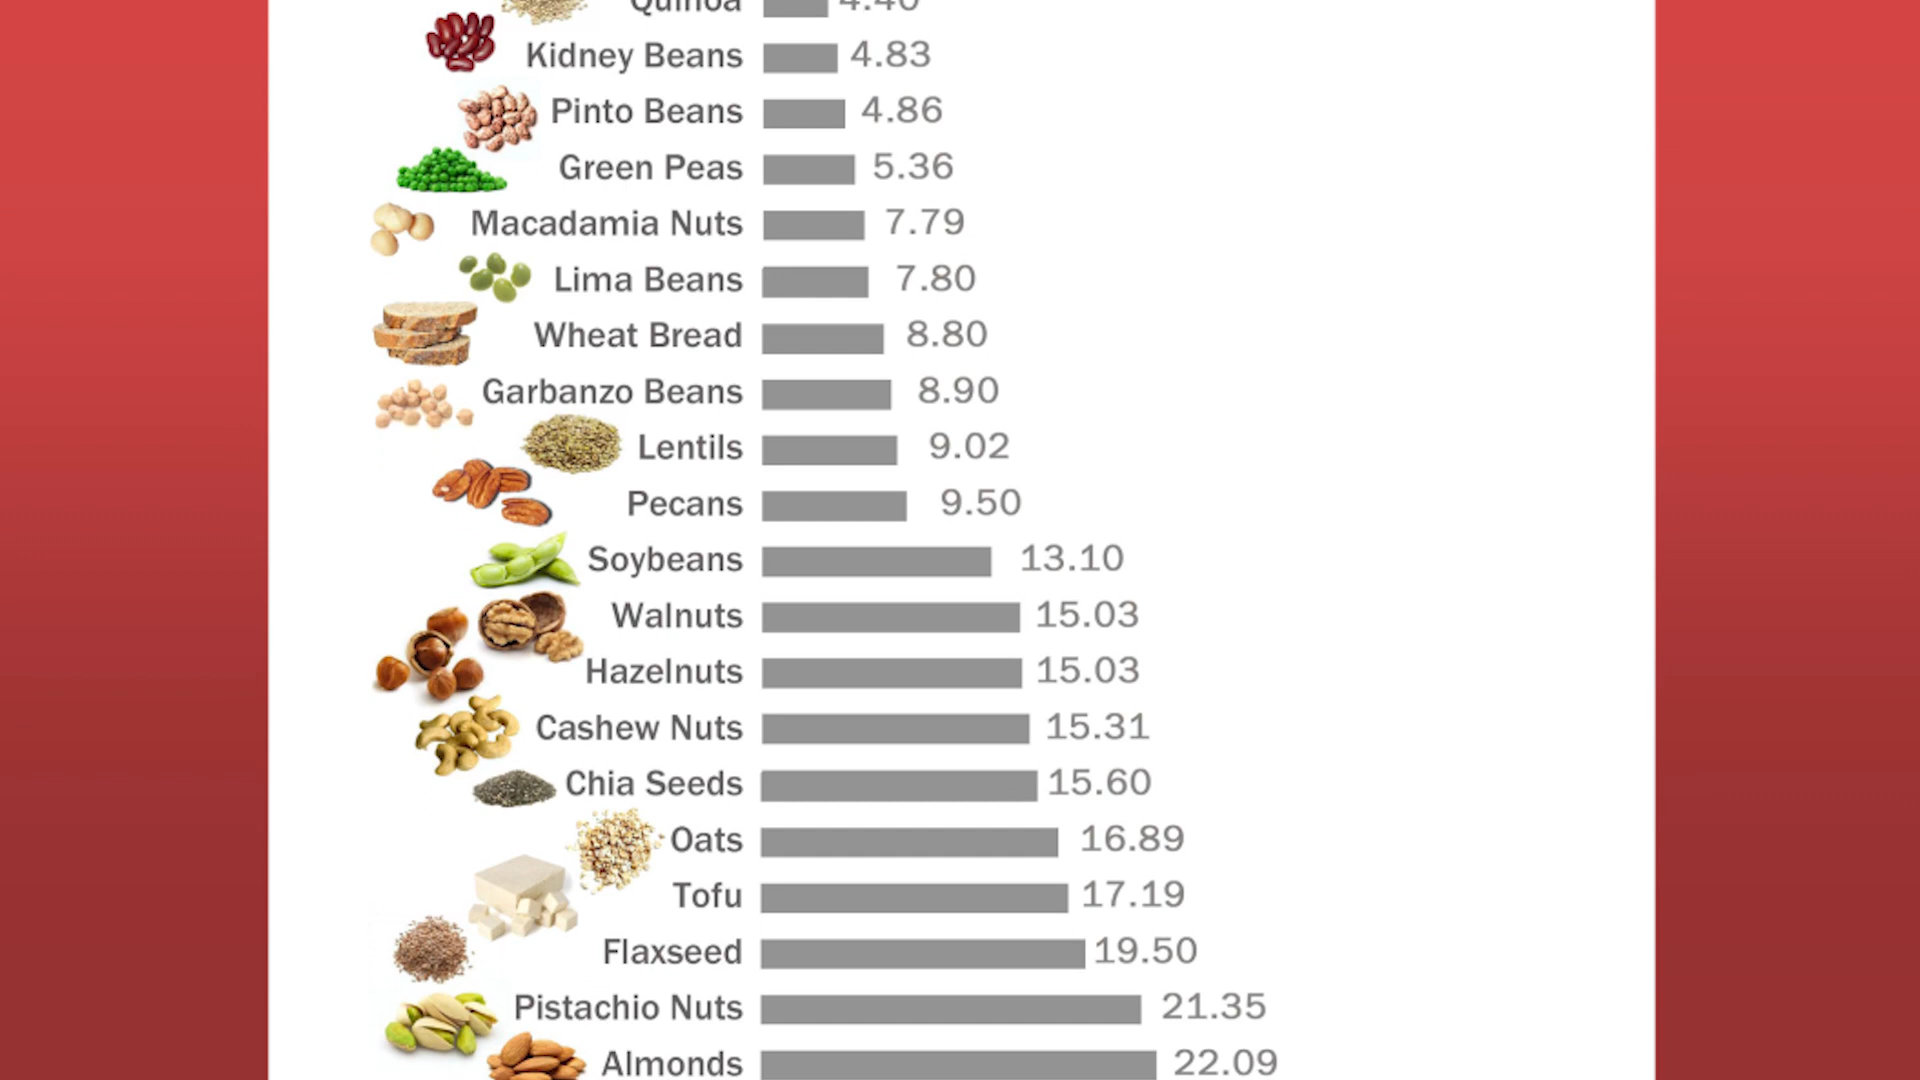 Quinoa 4.40
Kidney Beans 4.83
Pinto Beans 4.86
Green Peas 5.36
Macadamia Nuts 7.79
Lima Beans 7.80
Wheat Bread 8.80
Garbanzo Beans 8.90
Lentils 9.02
Pecans 9.50
Soybeans 13.10
Walnuts 15.03
Hazelnuts 15.03
Cashew Nuts 15.31
Chia Seeds 15.60
Oats 16.89
Tofu 17.19
Flaxseed 19.50
Pistachio Nuts 21.35
Almonds 22.09